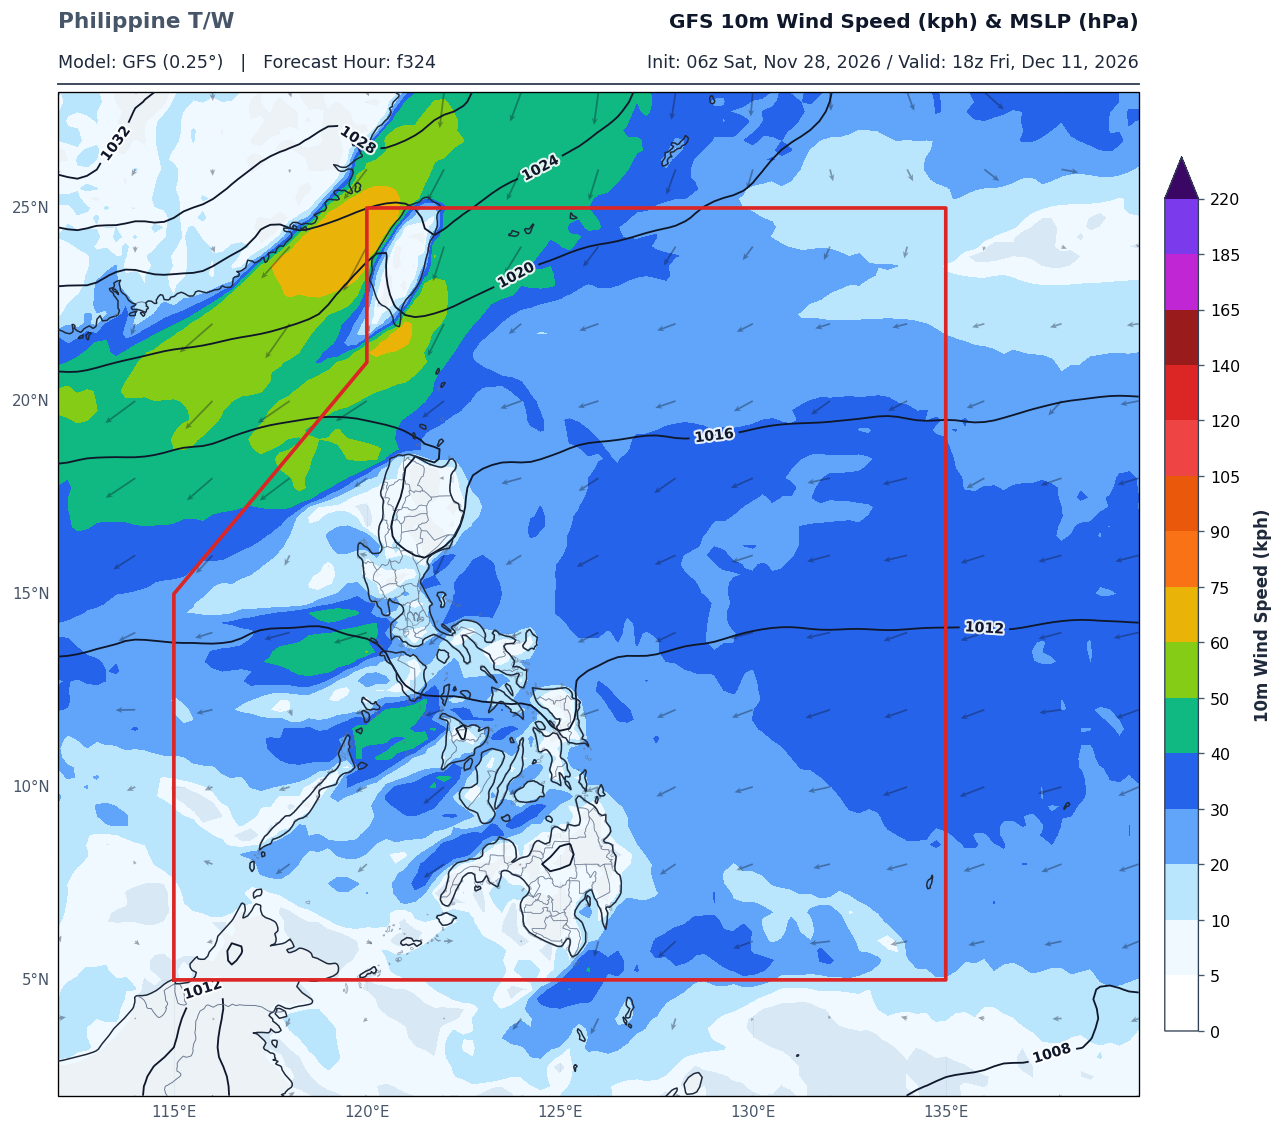 Philippine T/W
GFS 10m Wind Speed (kph) & MSLP (hPa)
Model: GFS (0.25°)   |   Forecast Hour: f324
Init: 06z Sat, Nov 28, 2026 / Valid: 18z Fri, Dec 11, 2026
1032
1028
1024
1020
1016
1012
1012
1008
25°N
20°N
15°N
10°N
5°N
115°E
120°E
125°E
130°E
135°E
220
185
165
140
120
105
90
75
60
50
40
30
20
10
5
0
10m Wind Speed (kph)